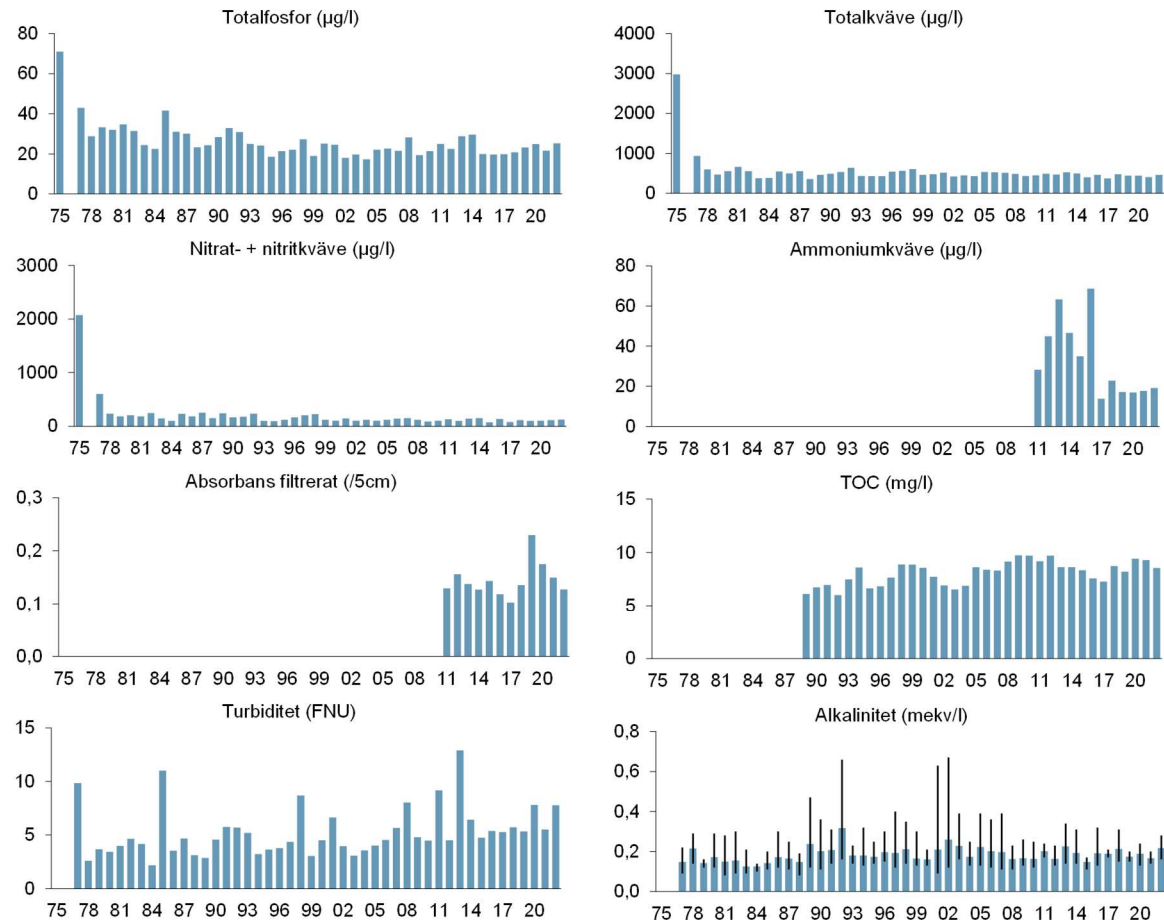 Totalfosfor (µg/l)
80
60
40
20
0
75 78 81 84 87 90 93 96 99 02 05 08 11 14 17 20
Totalkväve (µg/l)
4000
3000
2000
1000
0
75 78 81 84 87 90 93 96 99 02 05 08 11 14 17 20
Nitrat- + nitritkväve (µg/l)
3000
2000
1000
0
75 78 81 84 87 90 93 96 99 02 05 08 11 14 17 20
Ammoniumkväve (µg/l)
80
60
40
20
0
75 78 81 84 87 90 93 96 99 02 05 08 11 14 17 20
Absorbans filtrerat (/5cm)
0,3
0,2
0,1
0,0
75 78 81 84 87 90 93 96 99 02 05 08 11 14 17 20
TOC (mg/l)
15
10
5
0
75 78 81 84 87 90 93 96 99 02 05 08 11 14 17 20
Turbiditet (FNU)
15
10
5
0
75 78 81 84 87 90 93 96 99 02 05 08 11 14 17 20
Alkalinitet (mekv/l)
0,8
0,6
0,4
0,2
0,0
75 78 81 84 87 90 93 96 99 02 05 08 11 14 17 20